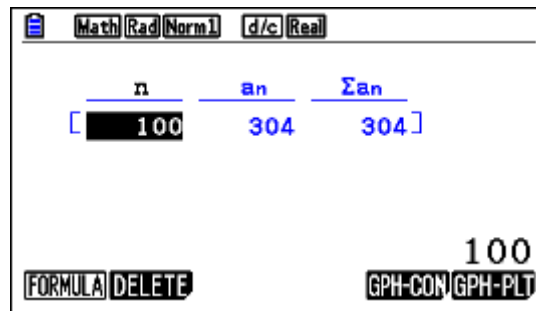 Math Rad Norm1 d/c Real
n an Σan
[ 100 304 304 ]
100
FORMULA DELETE GPH-CON GPH-PLT